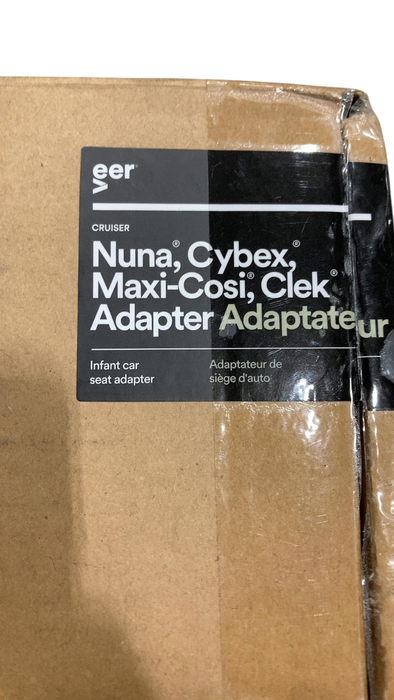 veer
CRUISER
Nuna®, Cybex®,
Maxi-Cosi®, Clek®
Adapter Adaptateur
Infant car Adaptateur de
seat adapter siège d'auto